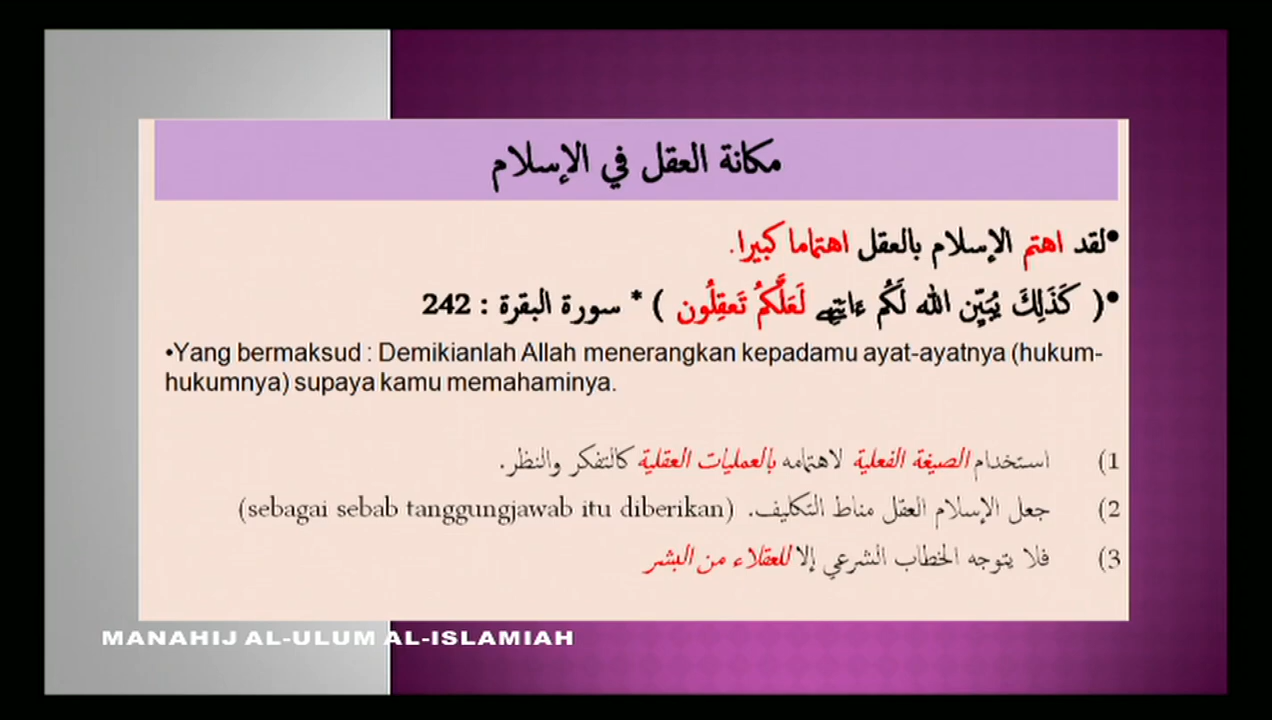 مكانة العقل في الإسلام
•لقد اهتم الإسلام بالعقل اهتماما كبيرا.
•( كَذَلِكَ يُبَيِّن الله لَكُم ءَايَتِهِ لَعَلَّكُم تَعقِلُون ) * سورة البقرة : 242
•Yang bermaksud : Demikianlah Allah menerangkan kepadamu ayat-ayatnya (hukum-
hukumnya) supaya kamu memahaminya.
1) استخدام الصيغة الفعلية لاهتمامه بالعمليات العقلية كالتفكر والنظر.
2) جعل الإسلام العقل مناط التكليف. (sebagai sebab tanggungjawab itu diberikan)
3) فلا يتوجه الخطاب الشرعي إلا للعقلاء من البشر
MANAHIJ AL-ULUM AL-ISLAMIAH